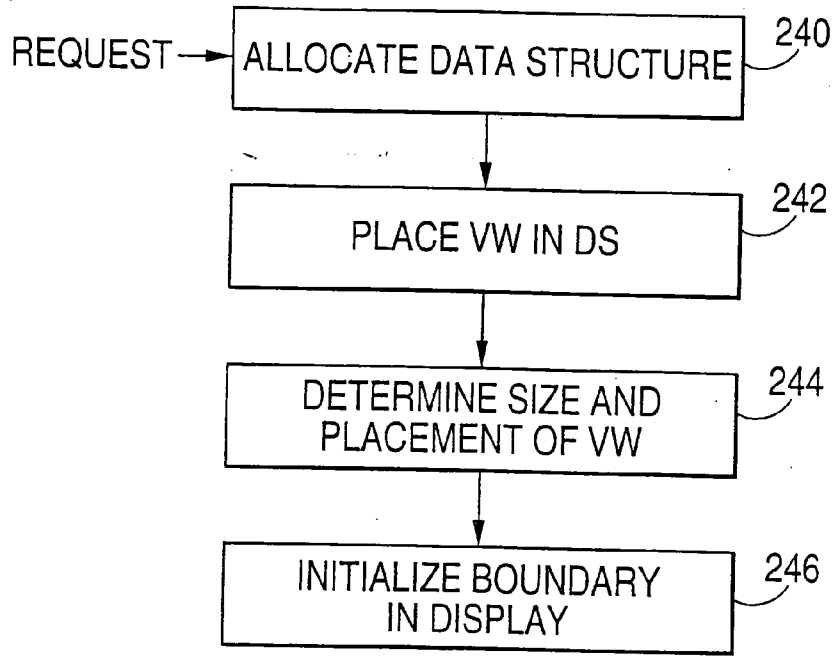 240
REQUEST
ALLOCATE DATA STRUCTURE
242
PLACE VW IN DS
244
DETERMINE SIZE AND
PLACEMENT OF VW
246
INITIALIZE BOUNDARY
IN DISPLAY